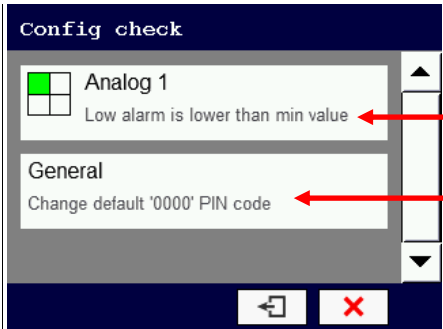 Config check
Analog 1
Low alarm is lower than min value
General
Change default '0000' PIN code